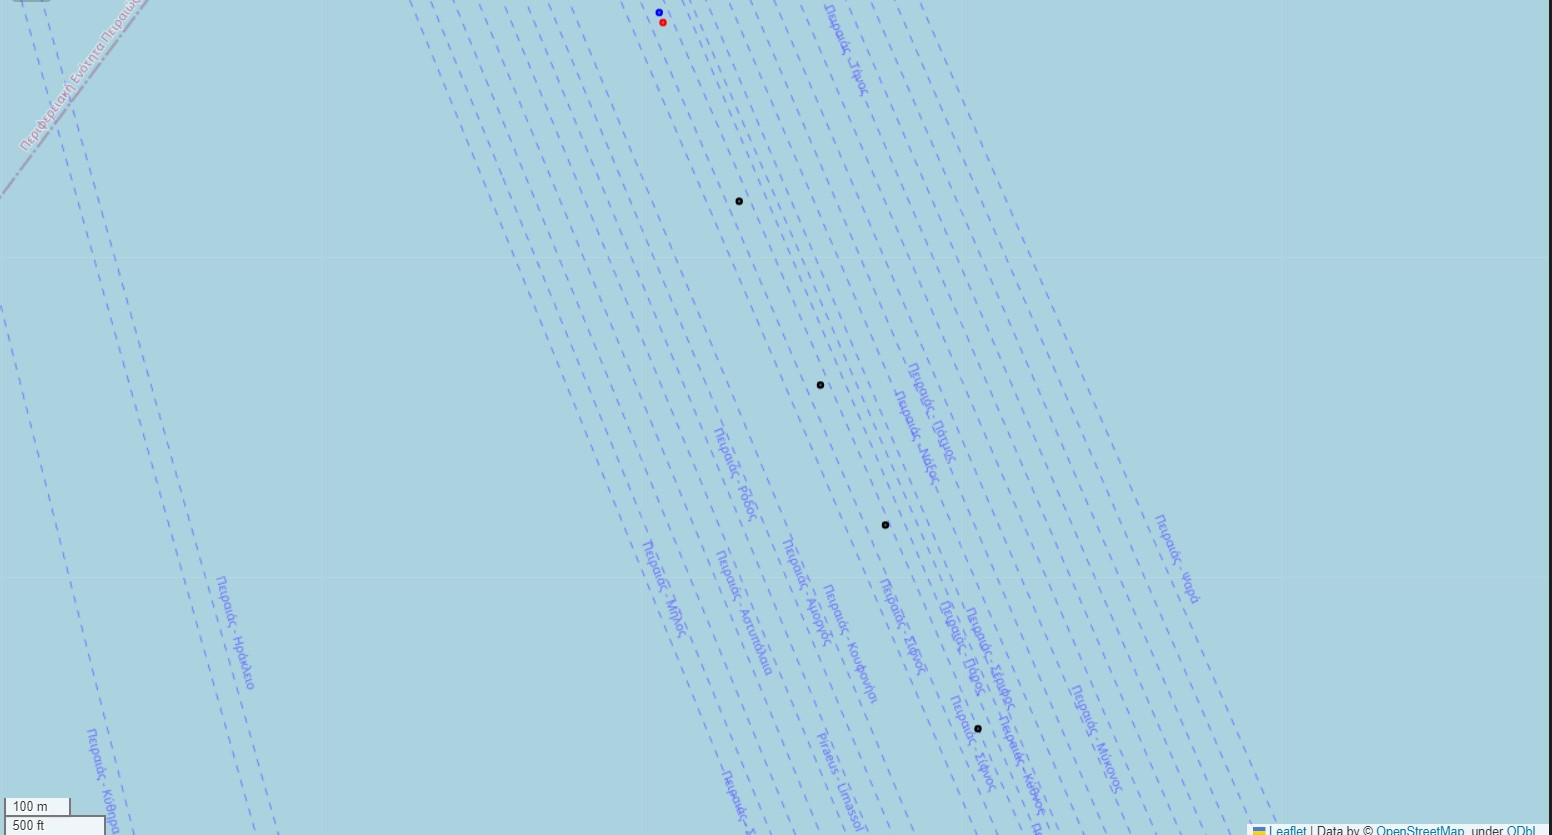 Περιφερειακή Ενότητα Πειραιώς
Πειραιάς - Τήνος
Πειραιάς - Πάτμος
Πειραιάς - Νάξος
Πειραιάς - Ρόδος
Πειραιάς - Ψαρά
Πειραιάς - Μήλος
Πειραιάς - Αμοργός
Πειραιάς - Αστυπάλαια
Πειραιάς - Ηράκλειο
Πειραιάς - Κουφονήσι
Πειραιάς - Σίφνος
Πειραιάς - Πάρος
Πειραιάς - Σέριφος
Πειραιάς - Μύκονος
Πειραιάς - Σίφνος
Πειραιάς - Κύθνος
Πειραιάς - Κύθηρα
Piraeus - Limassol
Πειραιάς - Σ
100 m
500 ft
Leaflet | Data by © OpenStreetMap, under ODbL